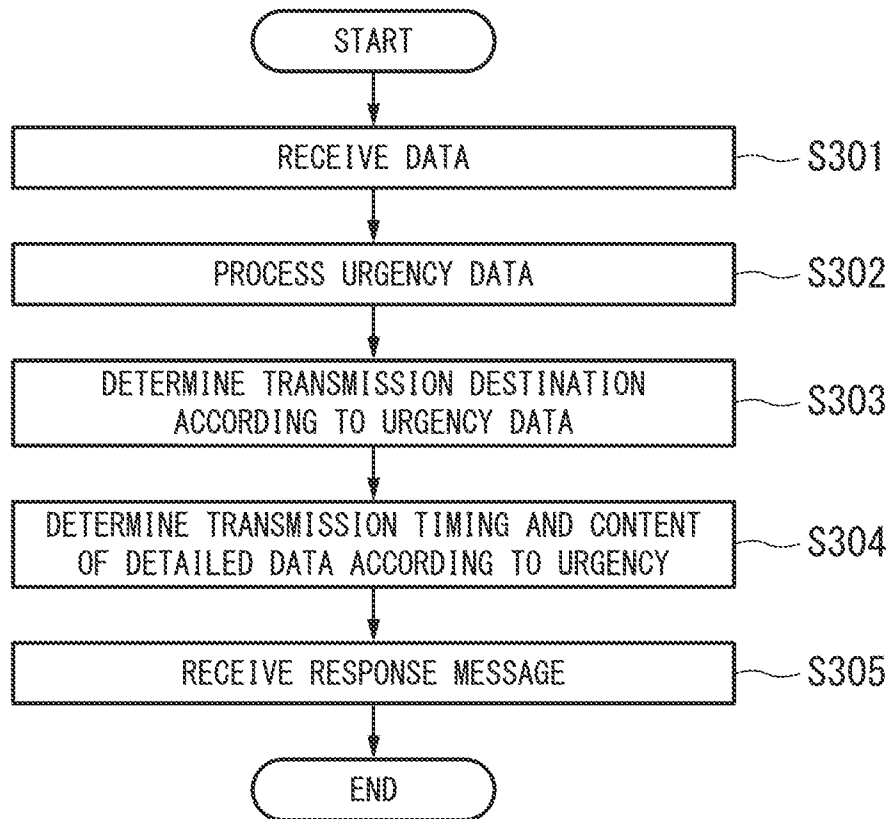 START
RECEIVE DATA
S301
PROCESS URGENCY DATA
S302
DETERMINE TRANSMISSION DESTINATION
ACCORDING TO URGENCY DATA
S303
DETERMINE TRANSMISSION TIMING AND CONTENT
OF DETAILED DATA ACCORDING TO URGENCY
S304
RECEIVE RESPONSE MESSAGE
S305
END